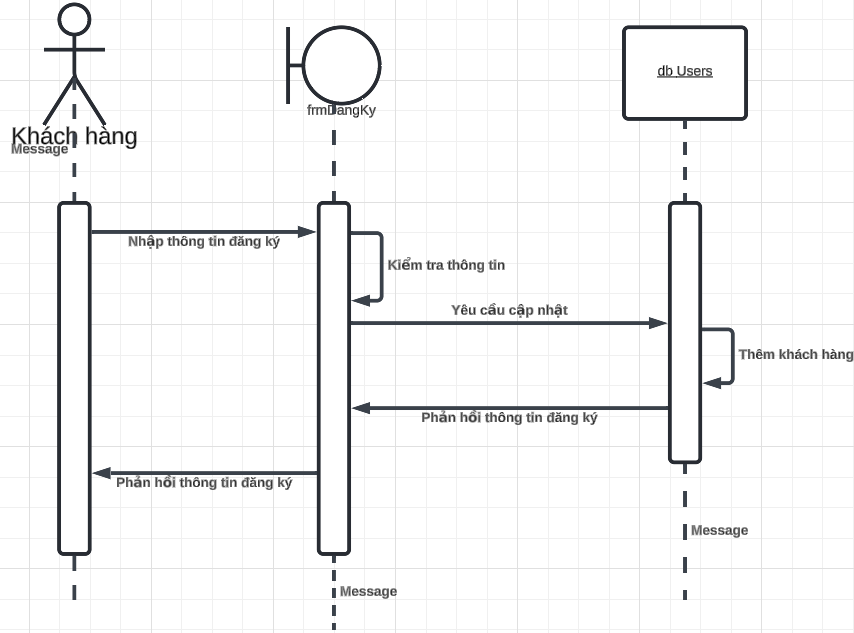 db Users
frmDangKy
Khách hàng
Message
Nhập thông tin đăng ký
Kiểm tra thông tin
Yêu cầu cập nhật
Thêm khách hàng
Phản hồi thông tin đăng ký
Phản hồi thông tin đăng ký
Message
Message